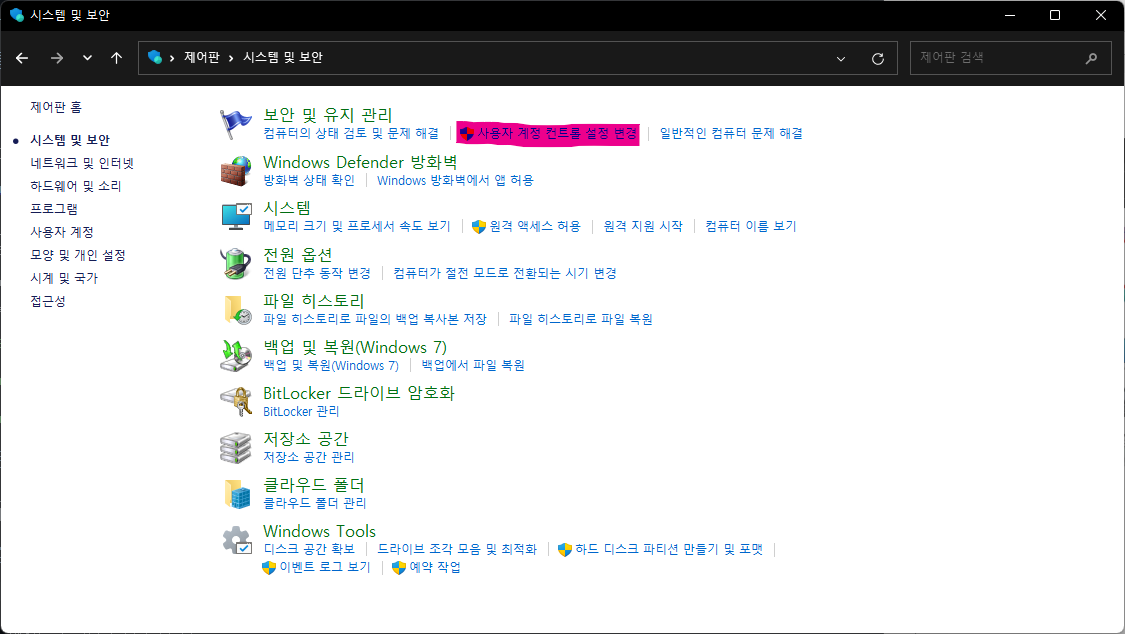 시스템 및 보안
제어판 › 시스템 및 보안
제어판 검색
제어판 홈
시스템 및 보안
네트워크 및 인터넷
하드웨어 및 소리
프로그램
사용자 계정
모양 및 개인 설정
시계 및 국가
접근성
보안 및 유지 관리
컴퓨터의 상태 검토 및 문제 해결 | 사용자 계정 컨트롤 설정 변경 | 일반적인 컴퓨터 문제 해결
Windows Defender 방화벽
방화벽 상태 확인 | Windows 방화벽에서 앱 허용
시스템
메모리 크기 및 프로세서 속도 보기 | 원격 액세스 허용 | 원격 지원 시작 | 컴퓨터 이름 보기
전원 옵션
전원 단추 동작 변경 | 컴퓨터가 절전 모드로 전환되는 시기 변경
파일 히스토리
파일 히스토리로 파일의 백업 복사본 저장 | 파일 히스토리로 파일 복원
백업 및 복원(Windows 7)
백업 및 복원(Windows 7) | 백업에서 파일 복원
BitLocker 드라이브 암호화
BitLocker 관리
저장소 공간
저장소 공간 관리
클라우드 폴더
클라우드 폴더 관리
Windows Tools
디스크 공간 확보 | 드라이브 조각 모음 및 최적화 | 하드 디스크 파티션 만들기 및 포맷 |
이벤트 로그 보기 | 예약 작업